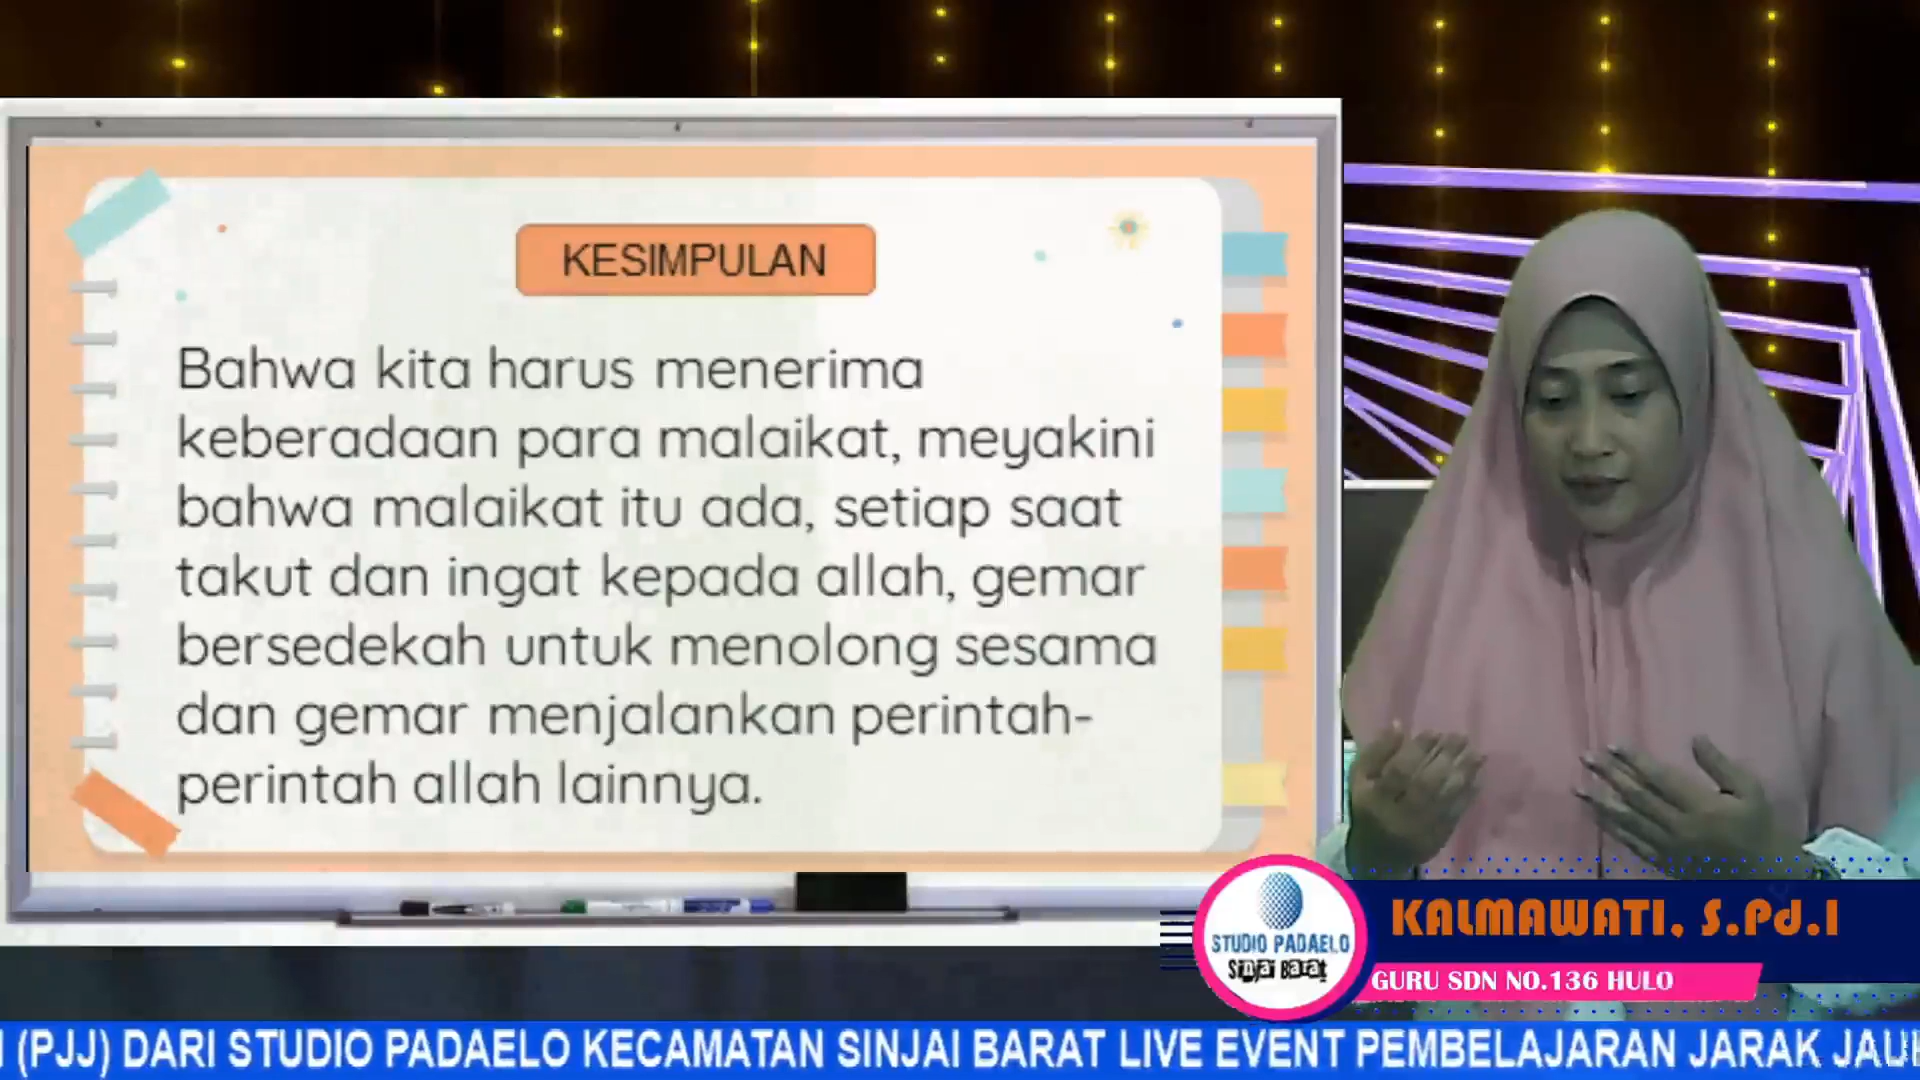 KESIMPULAN
Bahwa kita harus menerima
keberadaan para malaikat, meyakini
bahwa malaikat itu ada, setiap saat
takut dan ingat kepada allah, gemar
bersedekah untuk menolong sesama
dan gemar menjalankan perintah-
perintah allah lainnya.
STUDIO PADAELO
Sinjai Barat
KALMAWATI, S.Pd.I
GURU SDN NO.136 HULO
(PJJ) DARI STUDIO PADAELO KECAMATAN SINJAI BARAT LIVE EVENT PEMBELAJARAN JARAK JAUH